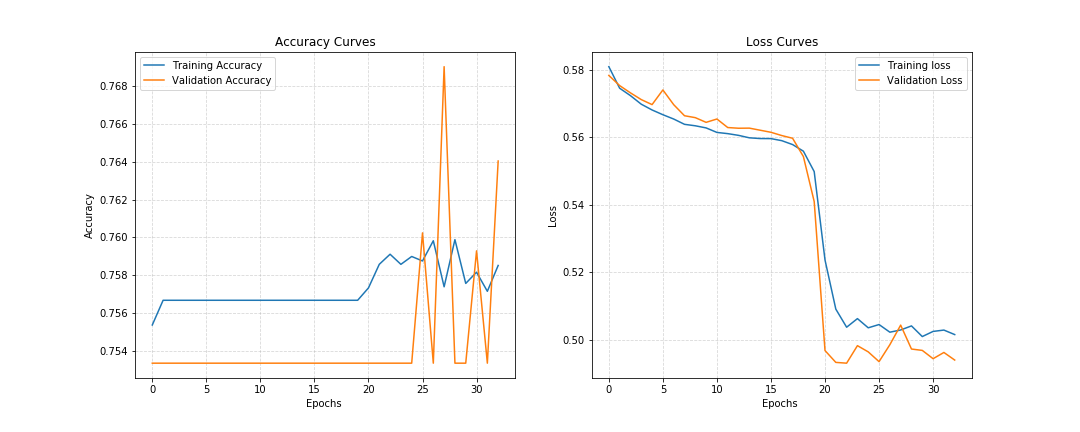 Accuracy Curves
Training Accuracy
Validation Accuracy
0.768
0.766
0.764
0.762
0.760
0.758
0.756
0.754
Accuracy
0 5 10 15 20 25 30
Epochs
Loss Curves
Training loss
Validation Loss
0.58
0.56
0.54
0.52
0.50
Loss
0 5 10 15 20 25 30
Epochs